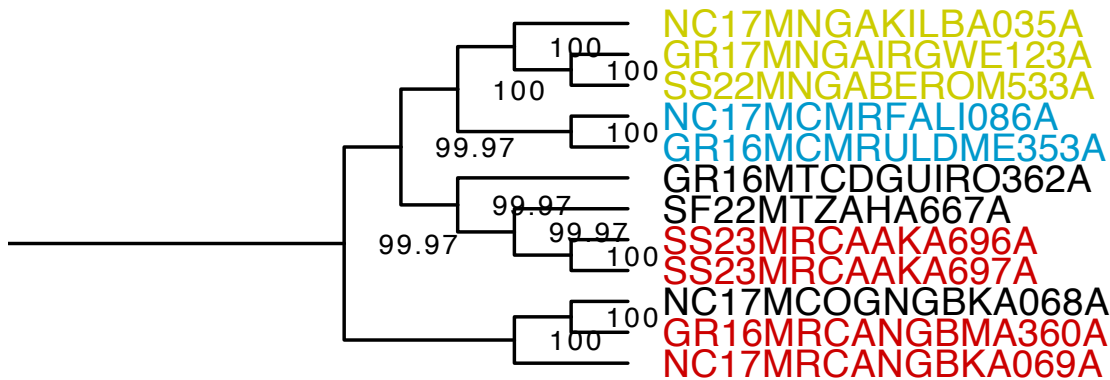 NC17MNGAKILBA035A
100
GR17MNGAIRGWE123A
100
SS22MNGABEROM533A
100
NC17MCMRFALI086A
100
GR16MCMRULDME353A
99.97
GR16MTCDGUIRO362A
99.97
SF22MTZAHA667A
99.97
SS23MRCAAKA696A
99.97
100
SS23MRCAAKA697A
NC17MCOGNGBKA068A
100
GR16MRCANGBMA360A
100
NC17MRCANGBKA069A